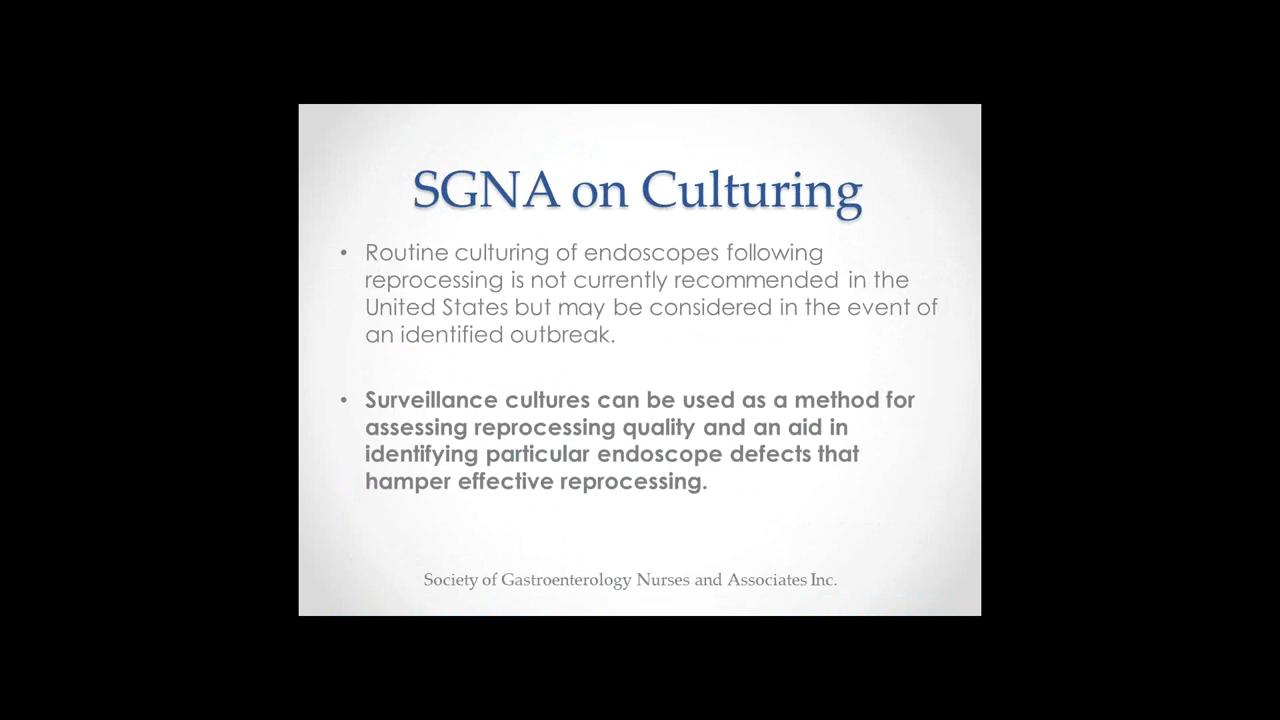 SGNA on Culturing
• Routine culturing of endoscopes following
reprocessing is not currently recommended in the
United States but may be considered in the event of
an identified outbreak.
• Surveillance cultures can be used as a method for
assessing reprocessing quality and an aid in
identifying particular endoscope defects that
hamper effective reprocessing.
Society of Gastroenterology Nurses and Associates Inc.